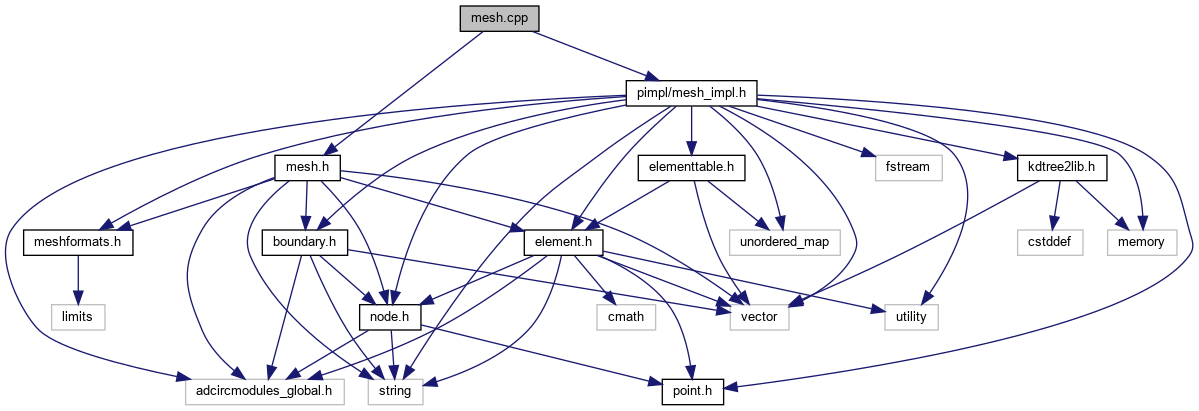 mesh.cpp
pimpl/mesh_impl.h
mesh.h
elementtable.h
fstream
kdtree2lib.h
meshformats.h
boundary.h
element.h
unordered_map
cstddef
memory
limits
node.h
cmath
vector
utility
adcircmodules_global.h
string
point.h